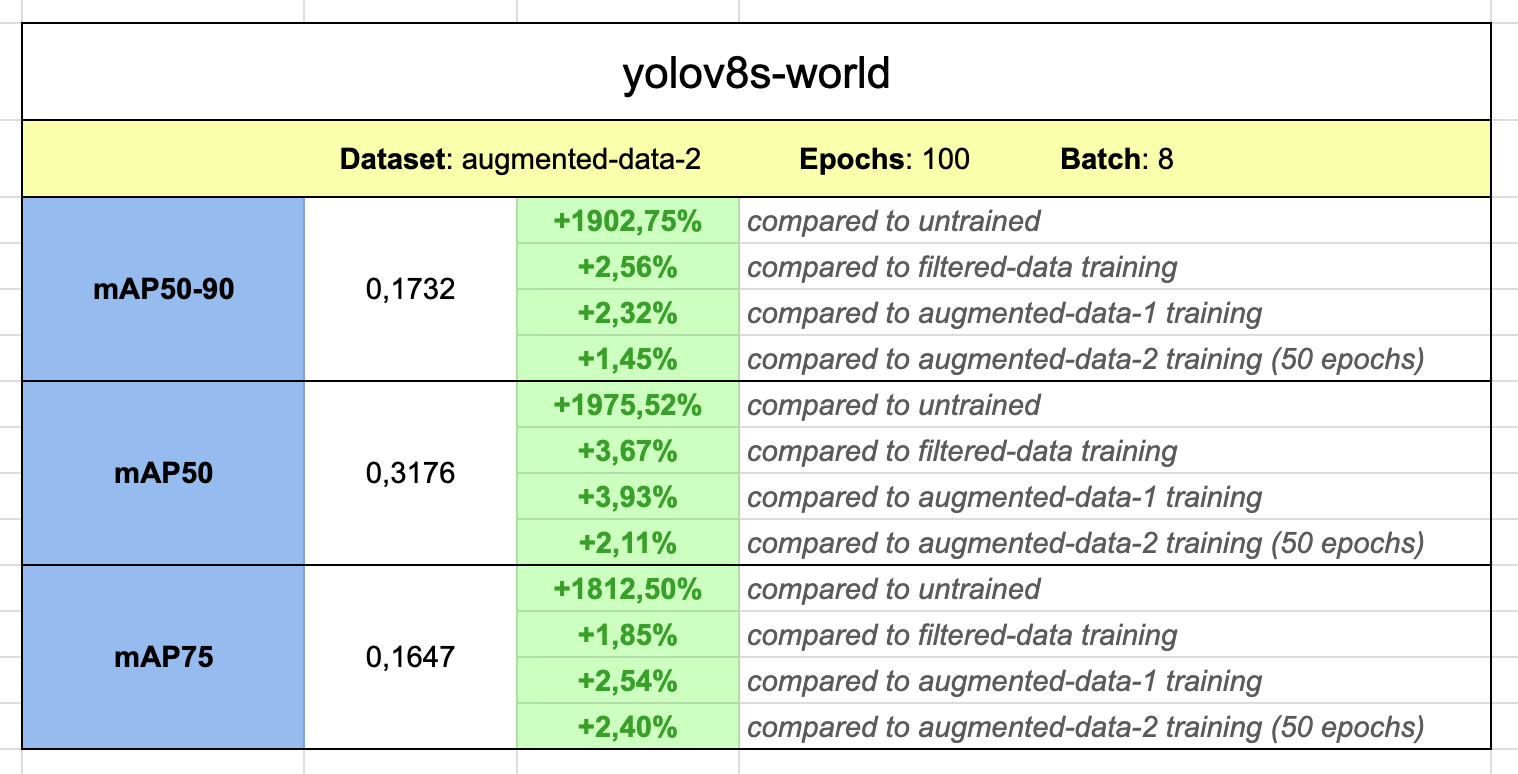 yolov8s-world
Dataset: augmented-data-2 Epochs: 100 Batch: 8
mAP50-90
0,1732
+1902,75% compared to untrained
+2,56% compared to filtered-data training
+2,32% compared to augmented-data-1 training
+1,45% compared to augmented-data-2 training (50 epochs)
mAP50
0,3176
+1975,52% compared to untrained
+3,67% compared to filtered-data training
+3,93% compared to augmented-data-1 training
+2,11% compared to augmented-data-2 training (50 epochs)
mAP75
0,1647
+1812,50% compared to untrained
+1,85% compared to filtered-data training
+2,54% compared to augmented-data-1 training
+2,40% compared to augmented-data-2 training (50 epochs)